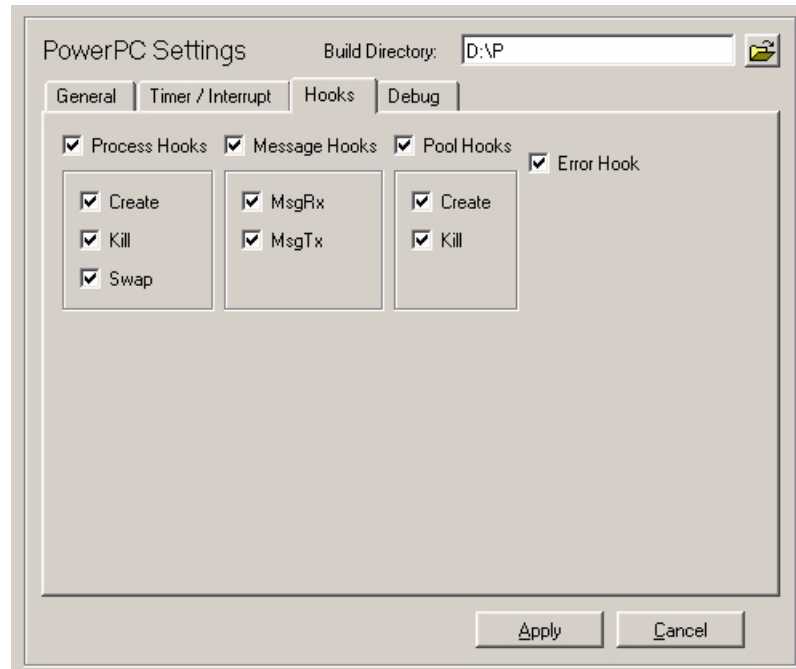 PowerPC Settings Build Directory: D:\P
General Timer / Interrupt Hooks Debug
Process Hooks Message Hooks Pool Hooks Error Hook
Create MsgRx Create
Kill MsgTx Kill
Swap
Apply Cancel